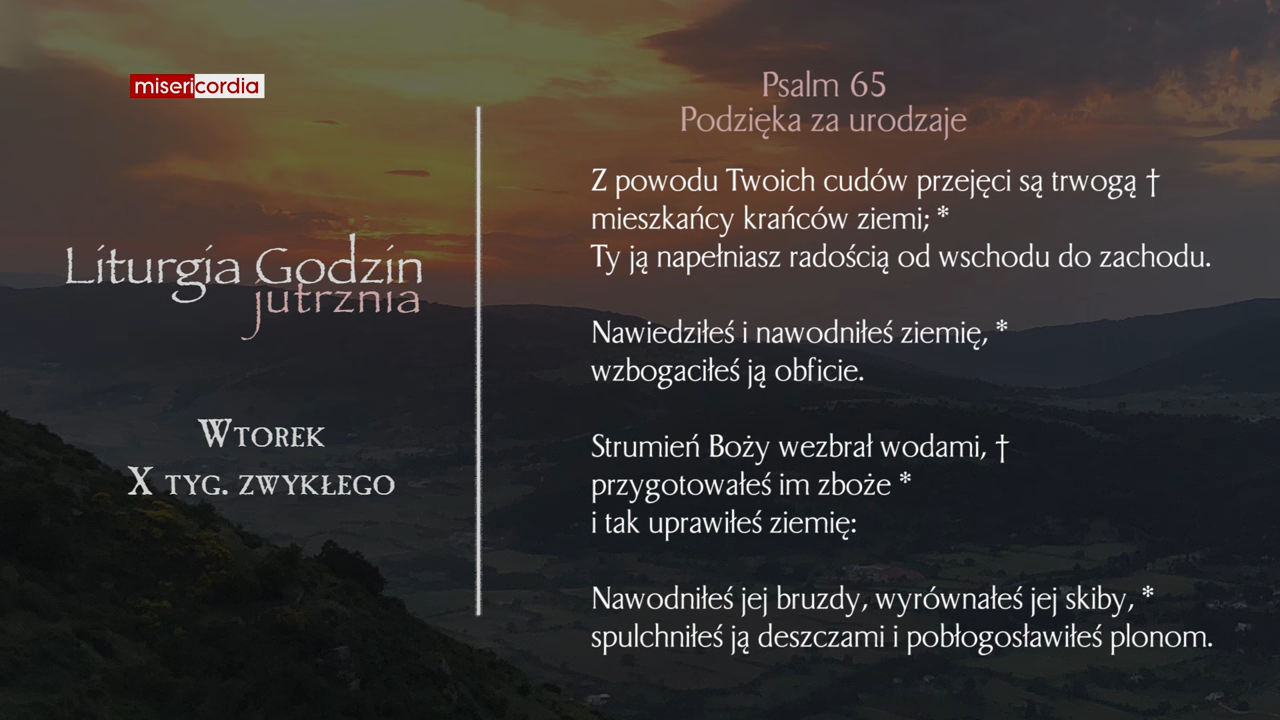 misericordia
Liturgia Godzin
jutrznia
Wtorek
X tyg. zwykłego
Psalm 65
Podzięka za urodzaje
Z powodu Twoich cudów przejęci są trwogą †
mieszkańcy krańców ziemi; *
Ty ją napełniasz radością od wschodu do zachodu.
Nawiedziłeś i nawodniłeś ziemię, *
wzbogaciłeś ją obficie.
Strumień Boży wezbrał wodami, †
przygotowałeś im zboże *
i tak uprawiłeś ziemię:
Nawodniłeś jej bruzdy, wyrównałeś jej skiby, *
spulchniłeś ją deszczami i pobłogosławiłeś plonom.